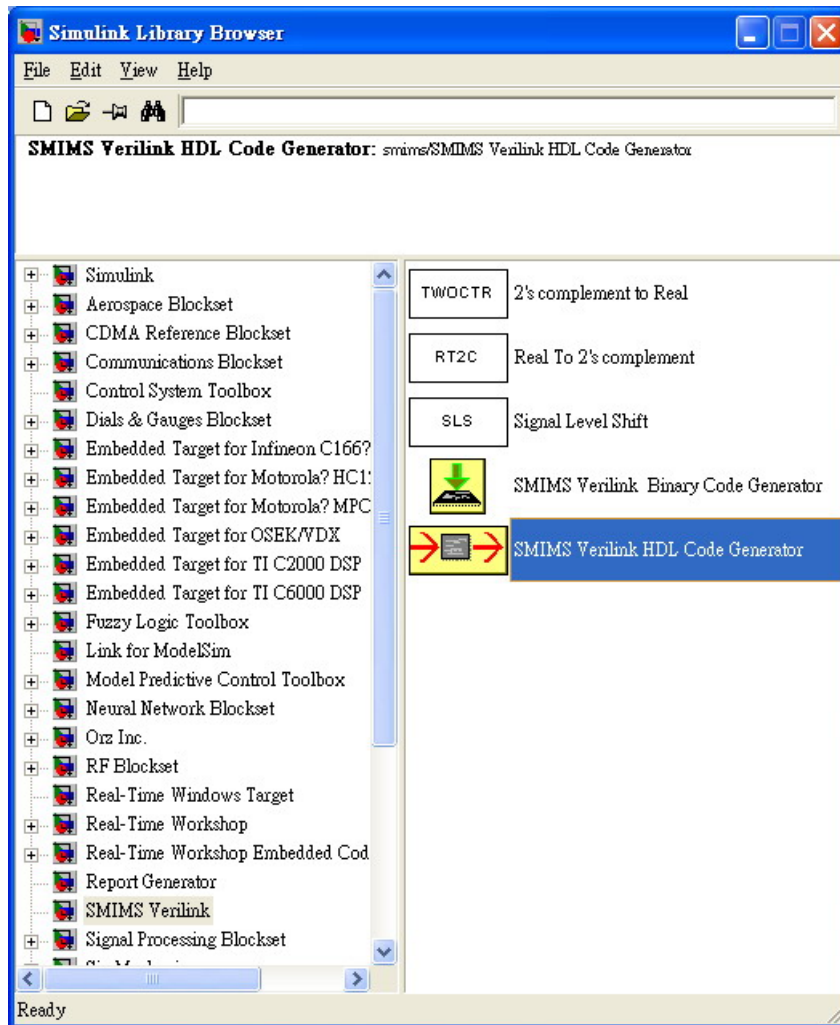 Simulink Library Browser
File Edit View Help
SMIMS Verilink HDL Code Generator: smims/SMIMS Verilink HDL Code Generator
Simulink
Aerospace Blockset
CDMA Reference Blockset
Communications Blockset
Control System Toolbox
Dials & Gauges Blockset
Embedded Target for Infineon C166?
Embedded Target for Motorola? HC1
Embedded Target for Motorola? MPC
Embedded Target for OSEK/VDX
Embedded Target for TI C2000 DSP
Embedded Target for TI C6000 DSP
Fuzzy Logic Toolbox
Link for ModelSim
Model Predictive Control Toolbox
Neural Network Blockset
Orz Inc.
RF Blockset
Real-Time Windows Target
Real-Time Workshop
Real-Time Workshop Embedded Cod
Report Generator
SMIMS Verilink
Signal Processing Blockset
TWOCTR 2's complement to Real
RT2C Real To 2's complement
SLS Signal Level Shift
SMIMS Verilink Binary Code Generator
SMIMS Verilink HDL Code Generator
Ready